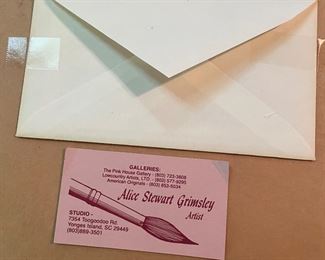 GALLERIES:
The Pink House Gallery - (803) 723-3608
Lowcountry Artists, LTD. - (803) 577-9295
American Originals - (803) 853-5034
Alice Stewart Grimsley
Artist
STUDIO -
7354 Toogoodoo Rd.
Yonges Island, SC 29449
(803)889-3501